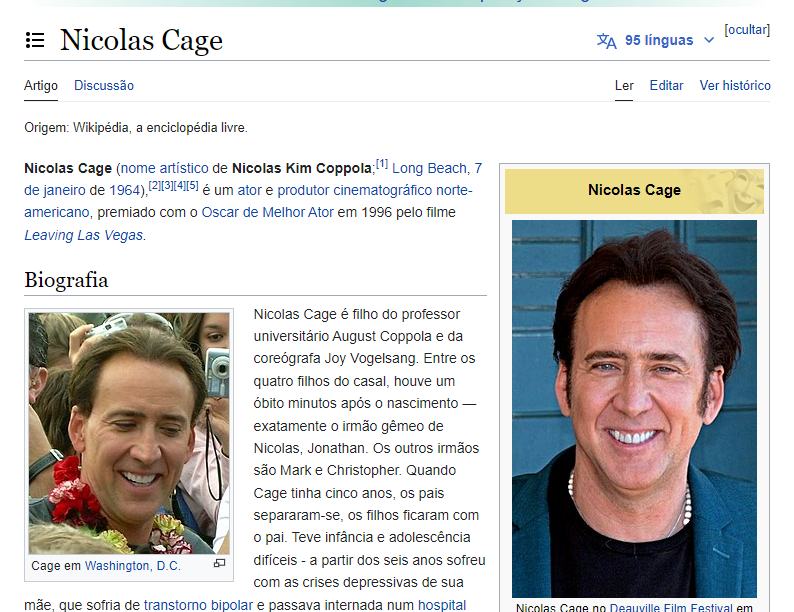 Nicolas Cage
95 línguas
[ocultar]
Artigo Discussão
Ler Editar Ver histórico
Origem: Wikipédia, a enciclopédia livre.
Nicolas Cage (nome artístico de Nicolas Kim Coppola;[1] Long Beach, 7
de janeiro de 1964),[2][3][4][5] é um ator e produtor cinematográfico norte-
americano, premiado com o Oscar de Melhor Ator em 1996 pelo filme
Leaving Las Vegas.
Biografia
Cage em Washington, D.C.
Nicolas Cage é filho do professor
universitário August Coppola e da
coreógrafa Joy Vogelsang. Entre os
quatro filhos do casal, houve um
óbito minutos após o nascimento —
exatamente o irmão gêmeo de
Nicolas, Jonathan. Os outros irmãos
são Mark e Christopher. Quando
Cage tinha cinco anos, os pais
separaram-se, os filhos ficaram com
o pai. Teve infância e adolescência
difíceis - a partir dos seis anos sofreu
com as crises depressivas de sua
mãe, que sofria de transtorno bipolar e passava internada num hospital
Nicolas Cage
Nicolas Cage no Deauville Film Festival em